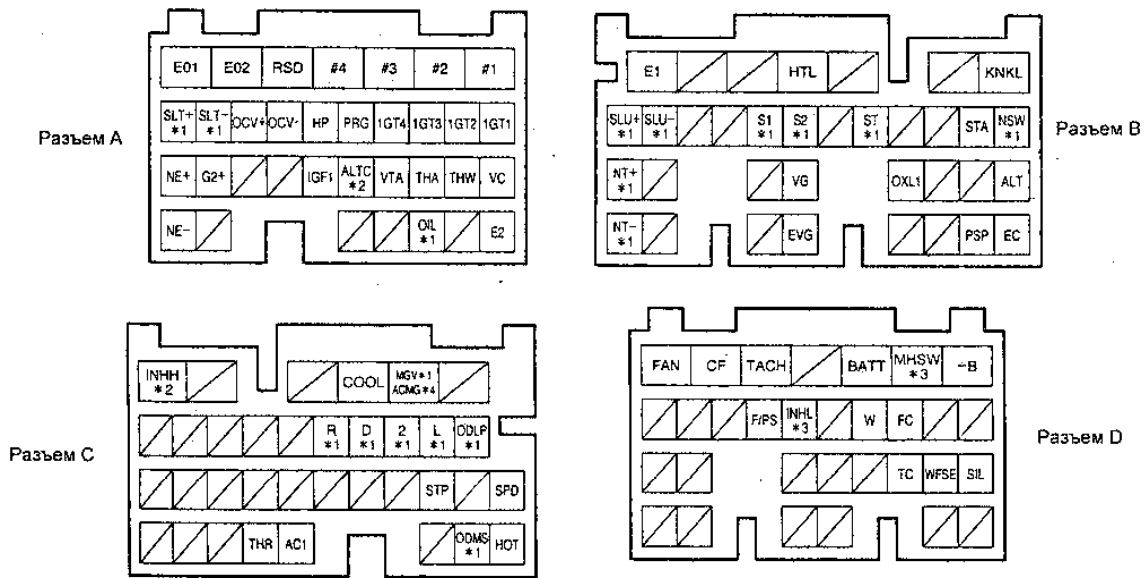 E01 E02 RSD #4 #3 #2 #1
SLT+ *1 SLT- *1 OCV+ OCV- HP PRG 1GT4 1GT3 1GT2 1GT1
Разъем А
NE+ G2+ IGF1 ALTC *2 VTA THA THW VC
NE- OIL *1 E2
E1 HTL KNKL
SLU+ *1 SLU- *1 S1 *1 S2 *1 ST *1 STA NSW *1
Разъем В
NT+ *1 VG OXL1 ALT
NT- *1 EVG PSP EC
INHH *2 COOL MGV*1 ACMG*4
R *1 D *1 2 *1 L *1 ODLP *1
Разъем С
STP SPD
THR AC1 ODMS *1 HOT
FAN CF TACH BATT MHSW *3 +B
F/PS INHL *3 W FC
Разъем D
TC WFSE SIL